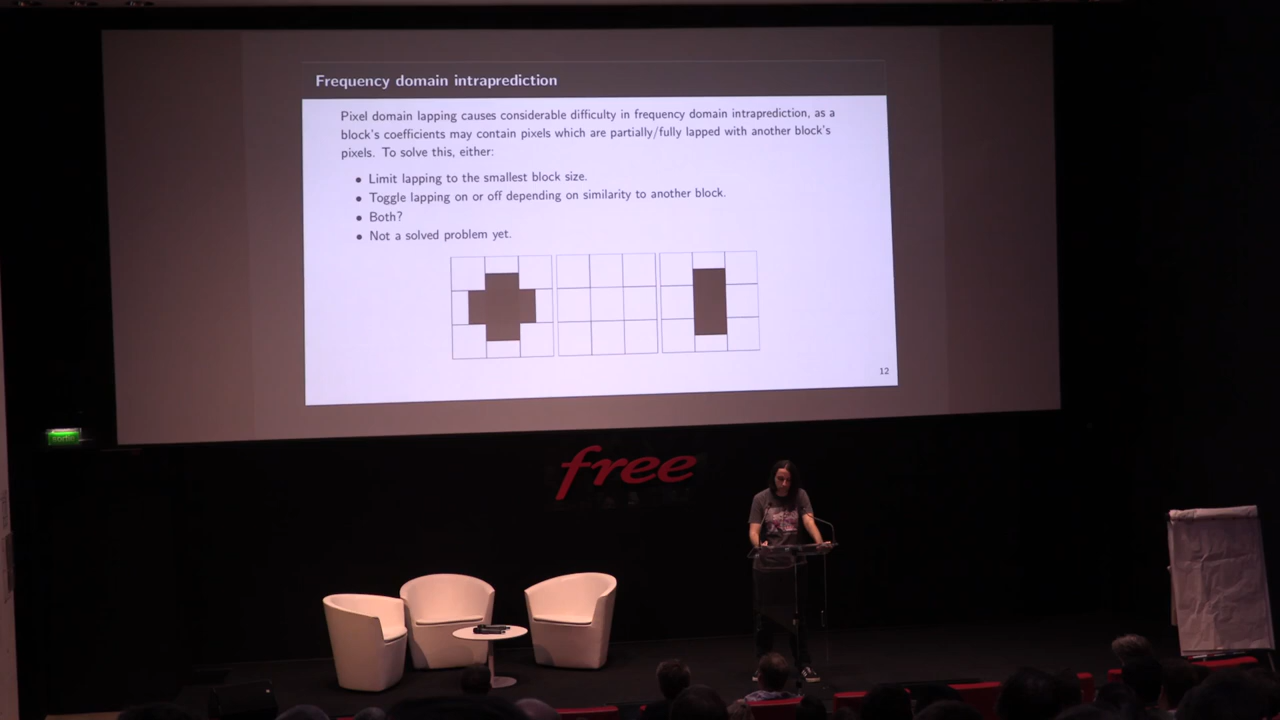 Frequency domain intraprediction
Pixel domain lapping causes considerable difficulty in frequency domain intraprediction, as a
block's coefficients may contain pixels which are partially/fully lapped with another block's
pixels. To solve this, either:
• Limit lapping to the smallest block size.
• Toggle lapping on or off depending on similarity to another block.
• Both?
• Not a solved problem yet.
12
sortie
free